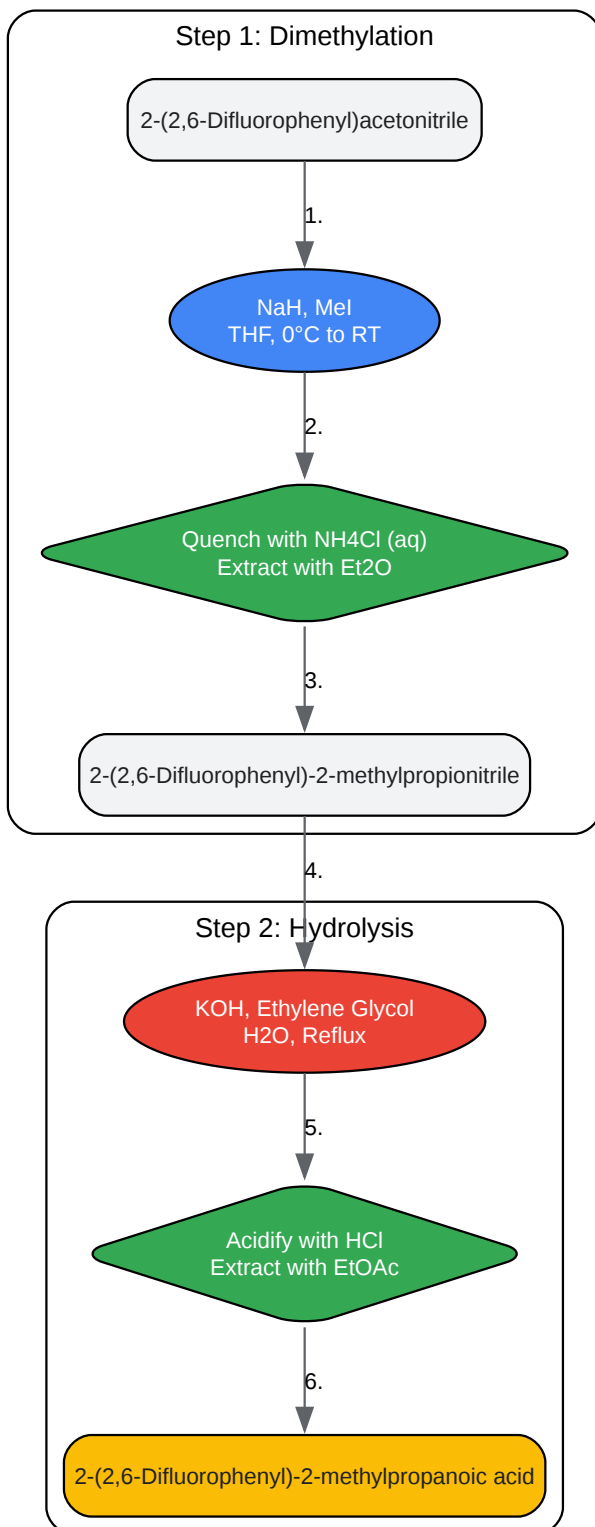 Step 1: Dimethylation
2-(2,6-Difluorophenyl)acetonitrile
1.
NaH, MeI
THF, 0°C to RT
2.
Quench with NH4Cl (aq)
Extract with Et2O
3.
2-(2,6-Difluorophenyl)-2-methylpropionitrile
4.
Step 2: Hydrolysis
KOH, Ethylene Glycol
H2O, Reflux
5.
Acidify with HCl
Extract with EtOAc
6.
2-(2,6-Difluorophenyl)-2-methylpropanoic acid